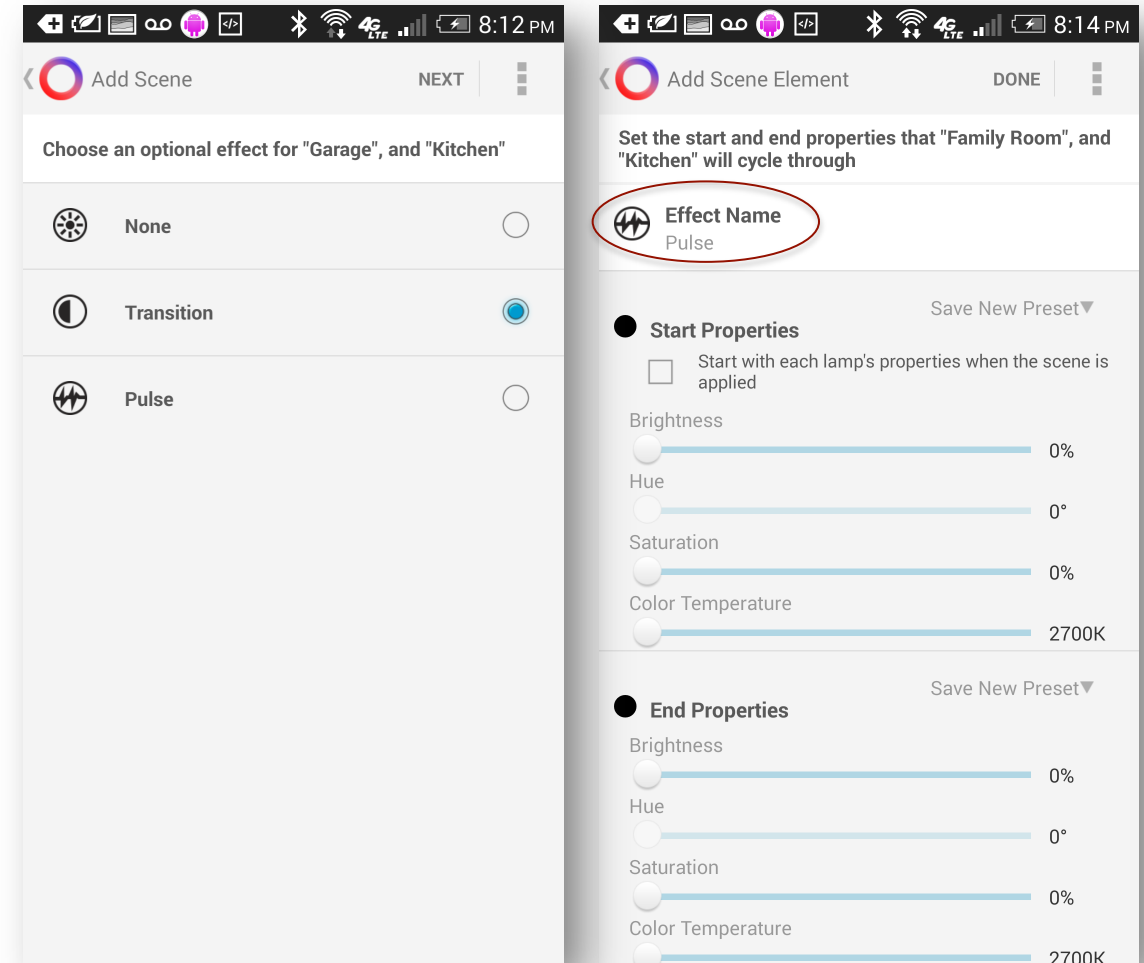 8:12 PM
Add Scene
NEXT
Choose an optional effect for "Garage", and "Kitchen"
None
Transition
Pulse
4G LTE
8:14 PM
Add Scene Element
DONE
Set the start and end properties that "Family Room", and
"Kitchen" will cycle through
Effect Name
Pulse
Save New Preset
Start Properties
Start with each lamp's properties when the scene is
applied
Brightness
0%
Hue
0°
Saturation
0%
Color Temperature
2700K
Save New Preset
End Properties
Brightness
0%
Hue
0°
Saturation
0%
Color Temperature
2700K